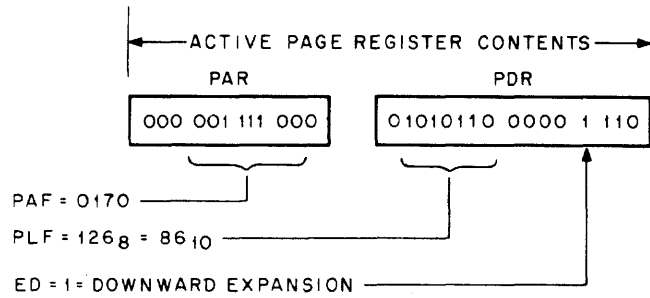 ACTIVE PAGE REGISTER CONTENTS
PAR PDR
000 001 111 000 01010110 0000 1 110
PAF = 0170
PLF = 126₈ = 86₁₀
ED = 1 = DOWNWARD EXPANSION